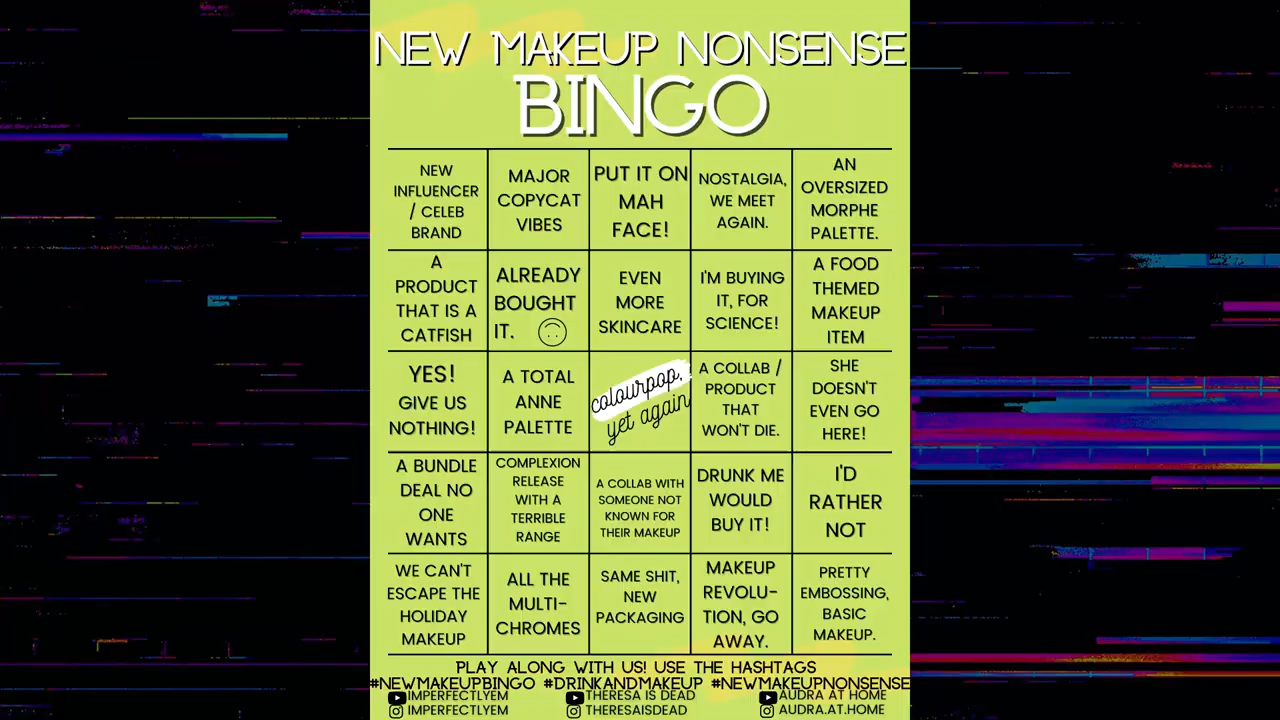 NEW MAKEUP NONSENSE
BINGO
NEW
INFLUENCER
/ CELEB
BRAND
MAJOR
COPYCAT
VIBES
PUT IT ON
MAH
FACE!
NOSTALGIA,
WE MEET
AGAIN.
AN
OVERSIZED
MORPHE
PALETTE.
A
PRODUCT
THAT IS A
CATFISH
ALREADY
BOUGHT
IT.
EVEN
MORE
SKINCARE
I'M BUYING
IT, FOR
SCIENCE!
A FOOD
THEMED
MAKEUP
ITEM
YES!
GIVE US
NOTHING!
A TOTAL
ANNE
PALETTE
colourpop,
yet again
A COLLAB /
PRODUCT
THAT
WON'T DIE.
SHE
DOESN'T
EVEN GO
HERE!
A BUNDLE
DEAL NO
ONE
WANTS
COMPLEXION
RELEASE
WITH A
TERRIBLE
RANGE
A COLLAB WITH
SOMEONE NOT
KNOWN FOR
THEIR MAKEUP
DRUNK ME
WOULD
BUY IT!
I'D
RATHER
NOT
WE CAN'T
ESCAPE THE
HOLIDAY
MAKEUP
ALL THE
MULTI-
CHROMES
SAME SHIT,
NEW
PACKAGING
MAKEUP
REVOLU-
TION, GO
AWAY.
PRETTY
EMBOSSING,
BASIC
MAKEUP.
PLAY ALONG WITH US! USE THE HASHTAGS
#NEWMAKEUPBINGO #DRINKANDMAKEUP #NEWMAKEUPNONSENSE
IMPERFECTLYEM THERESA IS DEAD AUDRA AT HOME
IMPERFECTLYEM THERESAISDEAD AUDRA.AT.HOME